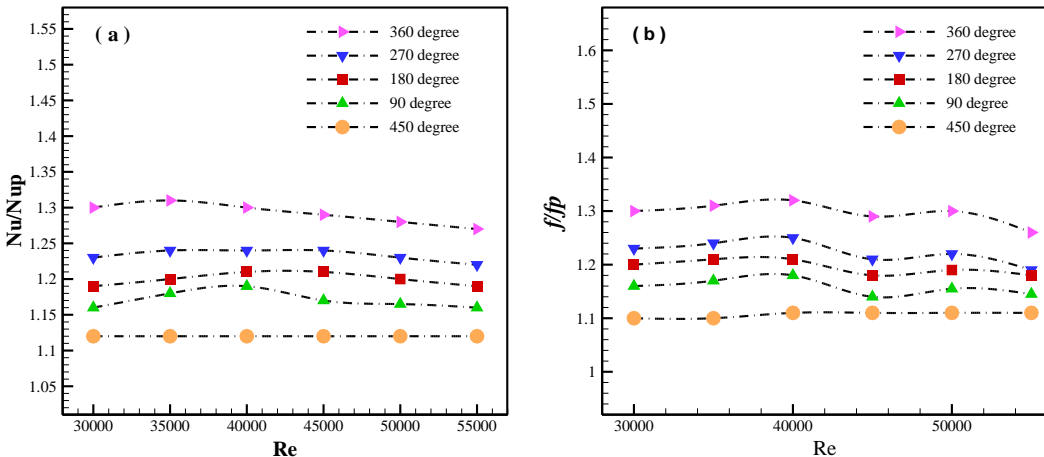 ( a )
360 degree
270 degree
180 degree
90 degree
450 degree
Nu/Nup
1.55
1.5
1.45
1.4
1.35
1.3
1.25
1.2
1.15
1.1
1.05
30000 35000 40000 45000 50000 55000
Re
( b )
360 degree
270 degree
180 degree
90 degree
450 degree
f/fp
1.6
1.5
1.4
1.3
1.2
1.1
1
30000 40000 50000
Re